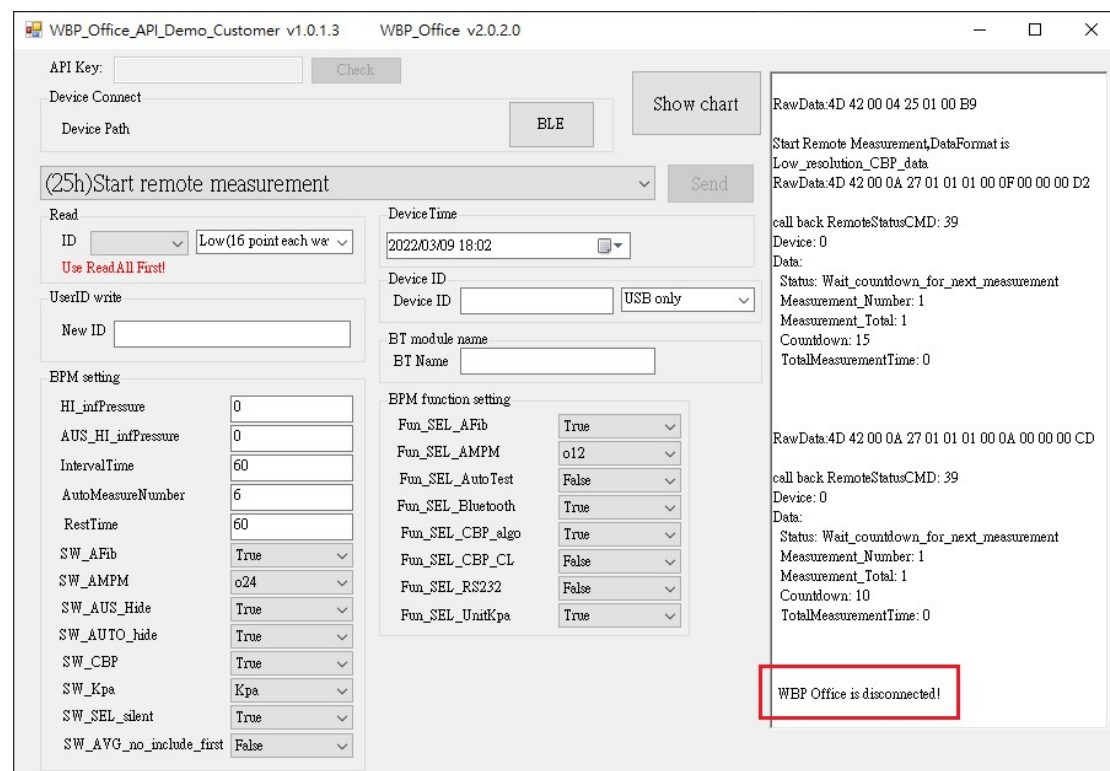 WBP_Office_API_Demo_Customer v1.0.1.3 WBP_Office v2.0.2.0
API Key: Check
Device Connect
Device Path
BLE
Show chart
(25h)Start remote measurement
Send
Read
ID
Low(16 point each wa
Use ReadAll First!
UserID write
New ID
BPM setting
HI_infPressure 0
AUS_HI_infPressure 0
IntervalTime 60
AutoMeasureNumber 6
RestTime 60
SW_AFib True
SW_AMPM o24
SW_AUS_Hide True
SW_AUTO_hide True
SW_CBP True
SW_Kpa Kpa
SW_SEL_silent True
SW_AVG_no_include_first False
DeviceTime
2022/03/09 18:02
Device ID
Device ID USB only
BT module name
BT Name
BPM function setting
Fun_SEL_AFib True
Fun_SEL_AMPM o12
Fun_SEL_AutoTest False
Fun_SEL_Bluetooth True
Fun_SEL_CBP_algo True
Fun_SEL_CBP_CL False
Fun_SEL_RS232 False
Fun_SEL_UnitKpa True
RawData:4D 42 00 04 25 01 00 B9
Start Remote Measurement,DataFormat is
Low_resolution_CBP_data
RawData:4D 42 00 0A 27 01 01 01 00 0F 00 00 00 D2
call back RemoteStatusCMD: 39
Device: 0
Data:
Status: Wait_countdown_for_next_measurement
Measurement_Number: 1
Measurement_Total: 1
Countdown: 15
TotalMeasurementTime: 0
RawData:4D 42 00 0A 27 01 01 01 00 0A 00 00 00 CD
call back RemoteStatusCMD: 39
Device: 0
Data:
Status: Wait_countdown_for_next_measurement
Measurement_Number: 1
Measurement_Total: 1
Countdown: 10
TotalMeasurementTime: 0
WBP Office is disconnected!